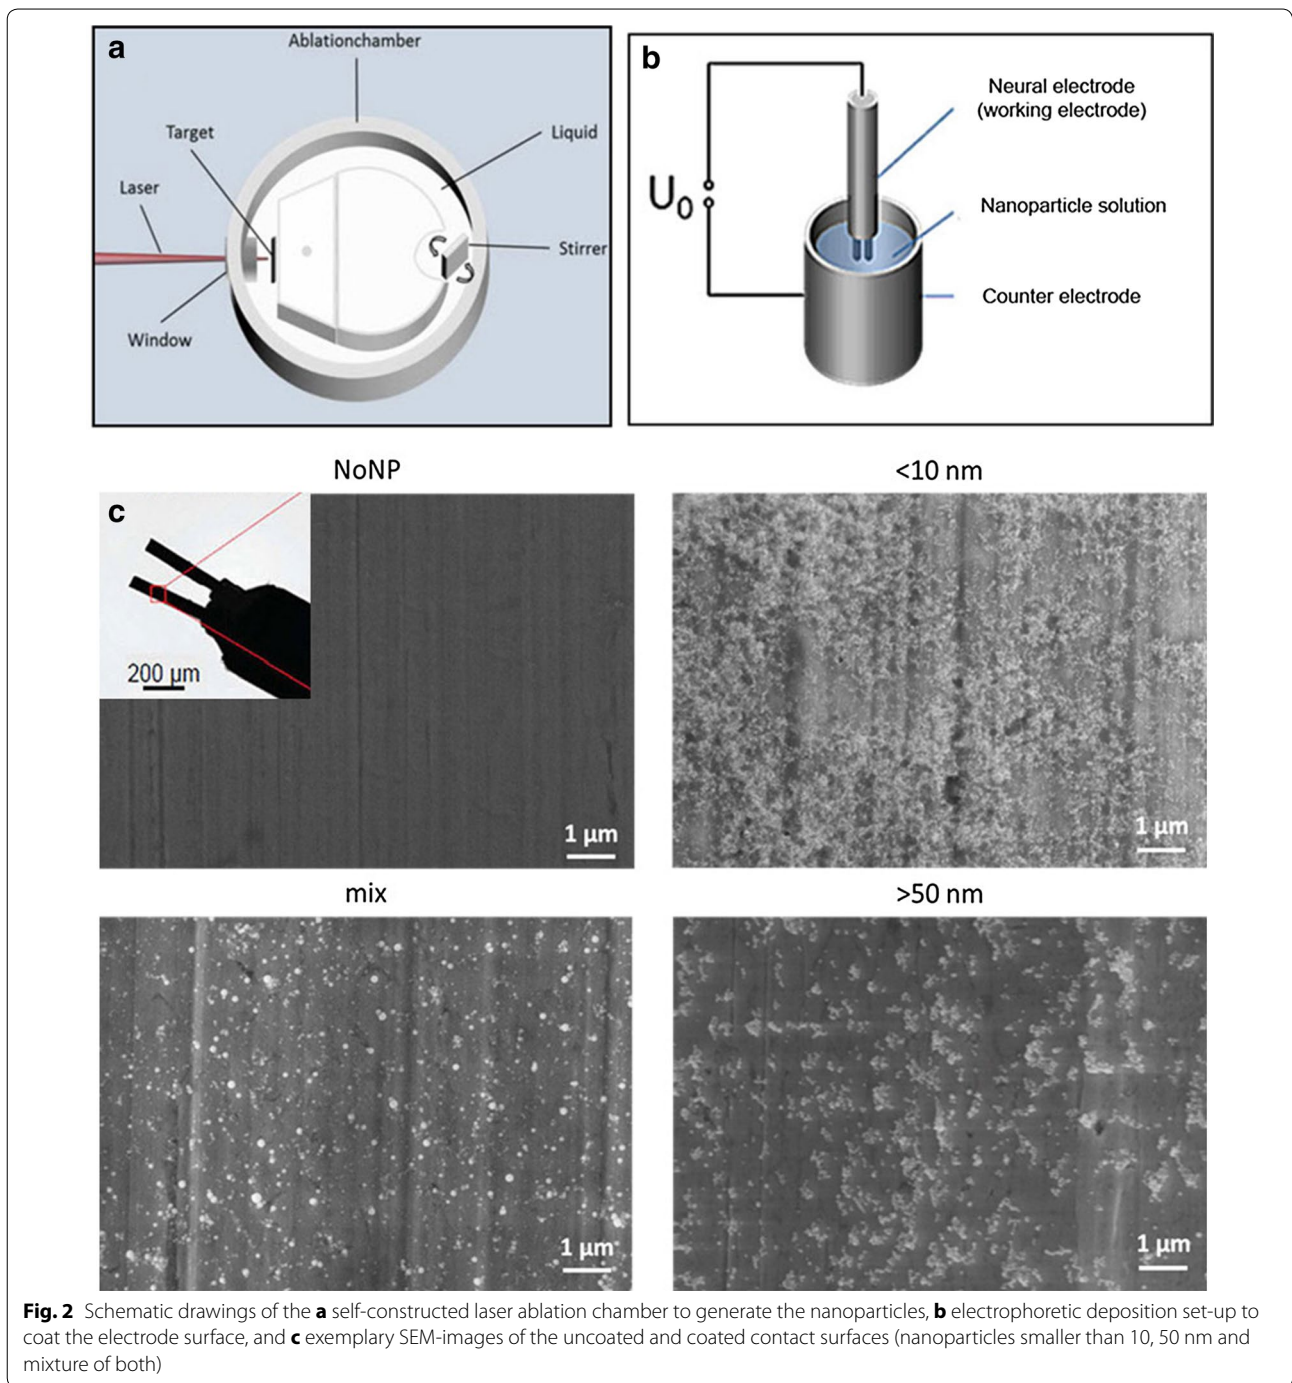 a
Ablationchamber
Target
Liquid
Laser
Stirrer
Window
b
Neural electrode
(working electrode)
U0
Nanoparticle solution
Counter electrode
NoNP
<10 nm
c
200 µm
1 µm
1 µm
mix
>50 nm
1 µm
1 µm
Fig. 2 Schematic drawings of the a self-constructed laser ablation chamber to generate the nanoparticles, b electrophoretic deposition set-up to
coat the electrode surface, and c exemplary SEM-images of the uncoated and coated contact surfaces (nanoparticles smaller than 10, 50 nm and
mixture of both)